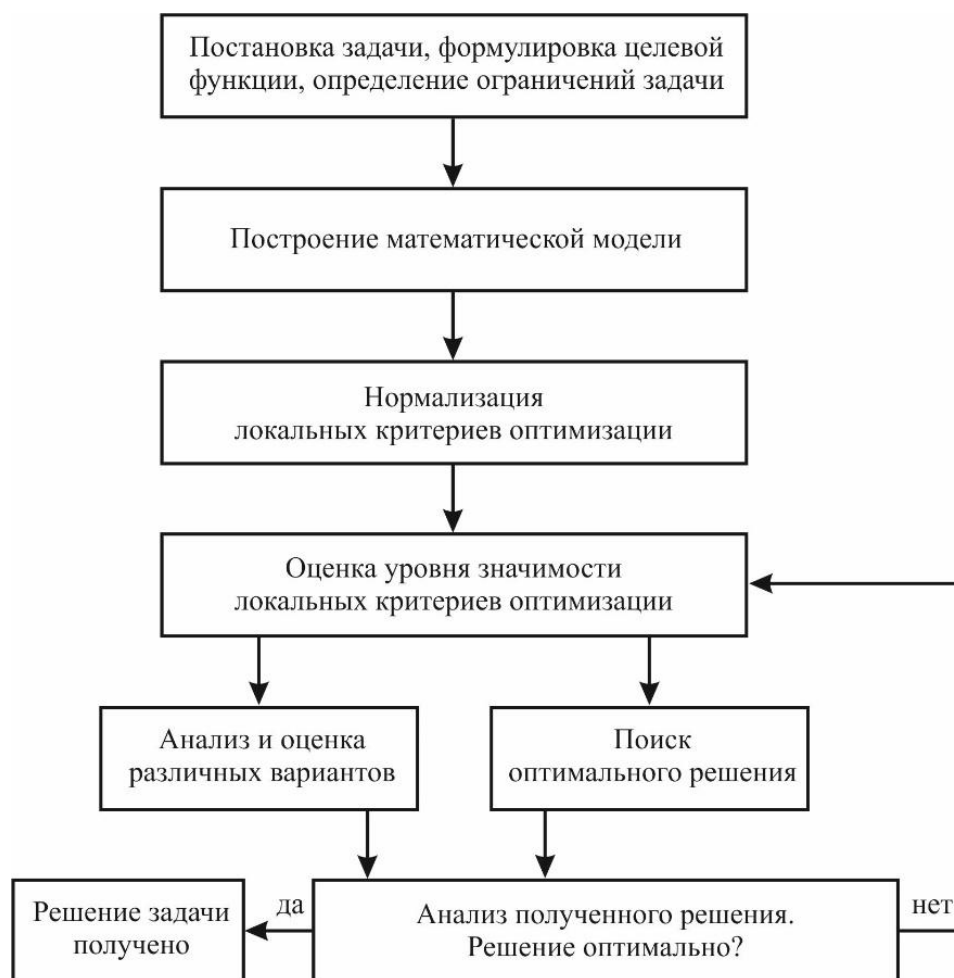 Постановка задачи, формулировка целевой
функции, определение ограничений задачи
Построение математической модели
Нормализация
локальных критериев оптимизации
Оценка уровня значимости
локальных критериев оптимизации
Анализ и оценка
различных вариантов
Поиск
оптимального решения
Решение задачи
получено
да
Анализ полученного решения.
Решение оптимально?
нет